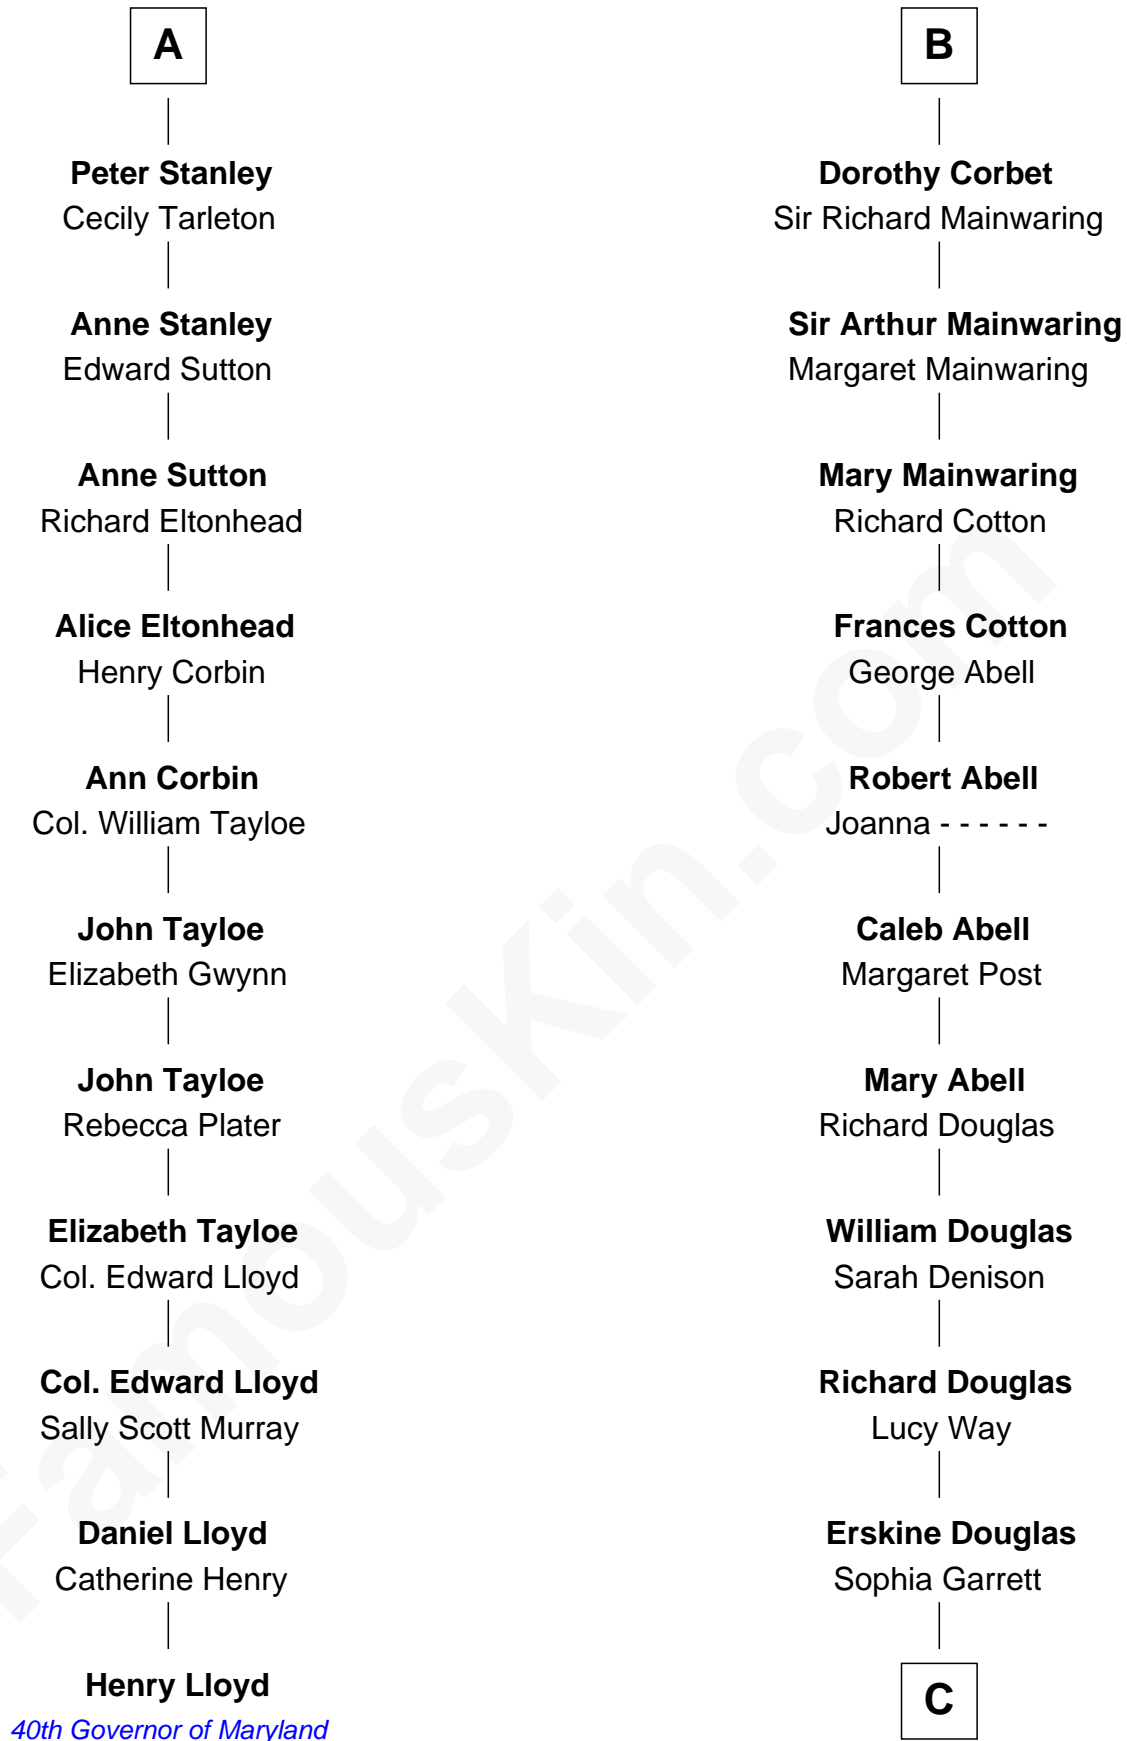 A
Peter Stanley
Cecily Tarleton
Anne Stanley
Edward Sutton
Anne Sutton
Richard Eltonhead
Alice Eltonhead
Henry Corbin
Ann Corbin
Col. William Tayloe
John Tayloe
Elizabeth Gwynn
John Tayloe
Rebecca Plater
Elizabeth Tayloe
Col. Edward Lloyd
Col. Edward Lloyd
Sally Scott Murray
Daniel Lloyd
Catherine Henry
Henry Lloyd
40th Governor of Maryland
B
Dorothy Corbet
Sir Richard Mainwaring
Sir Arthur Mainwaring
Margaret Mainwaring
Mary Mainwaring
Richard Cotton
Frances Cotton
George Abell
Robert Abell
Joanna - - - - - -
Caleb Abell
Margaret Post
Mary Abell
Richard Douglas
William Douglas
Sarah Denison
Richard Douglas
Lucy Way
Erskine Douglas
Sophia Garrett
C
FamousKin.com